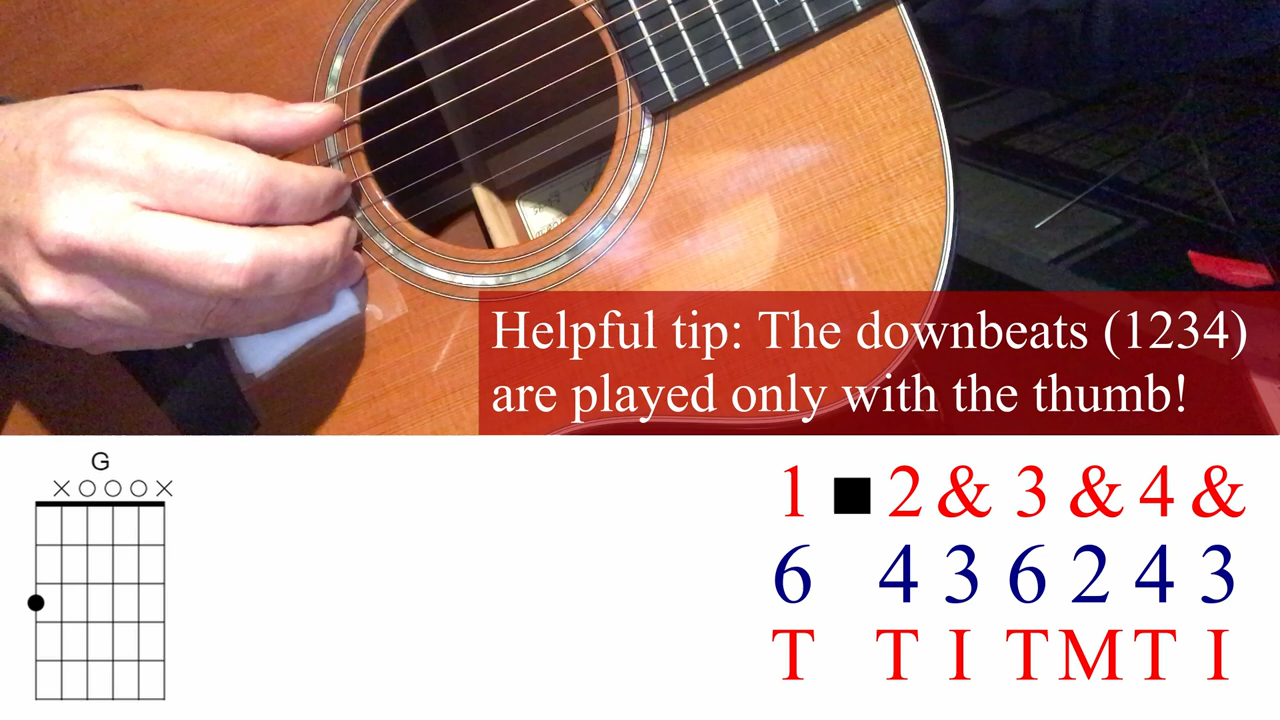 Helpful tip: The downbeats (1234)
are played only with the thumb!
G
X O O O X
1 ■ 2 & 3 & 4 &
6 4 3 6 2 4 3
T T I T M T I